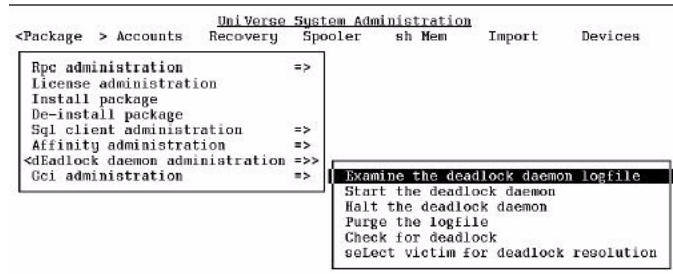 UniVerse System Administration
<Package > Accounts Recovery Spooler sh Mem Import Devices
Rpc administration =>
License administration
Install package
De-install package
Sql client administration =>
Affinity administration =>
<dEadlock daemon administration =>>
Gci administration =>
Examine the deadlock daemon logfile
Start the deadlock daemon
Halt the deadlock daemon
Purge the logfile
Check for deadlock
seLect victim for deadlock resolution